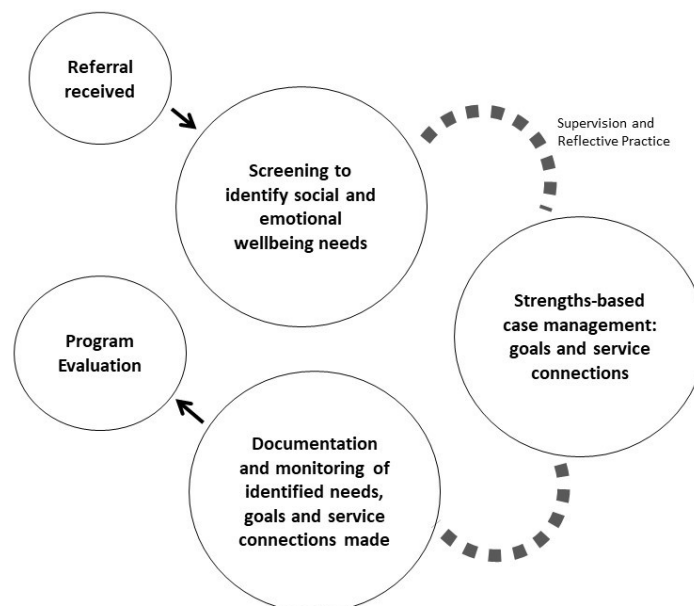 Referral
received
Screening to
identify social and
emotional
wellbeing needs
Supervision and
Reflective Practice
Strengths-based
case management:
goals and service
connections
Documentation
and monitoring of
identified needs,
goals and service
connections made
Program
Evaluation